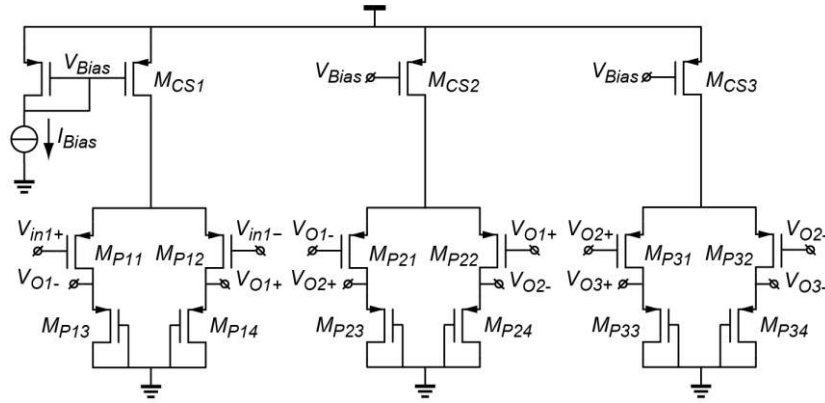 V_Bias
M_CS1
V_Bias
M_CS2
V_Bias
M_CS3
I_Bias
V_in1+
V_in1−
V_O1-
V_O1+
V_O2+
V_O2-
M_P11
M_P12
M_P21
M_P22
M_P31
M_P32
V_O1-
V_O1+
V_O2+
V_O2-
V_O3+
V_O3-
M_P13
M_P14
M_P23
M_P24
M_P33
M_P34